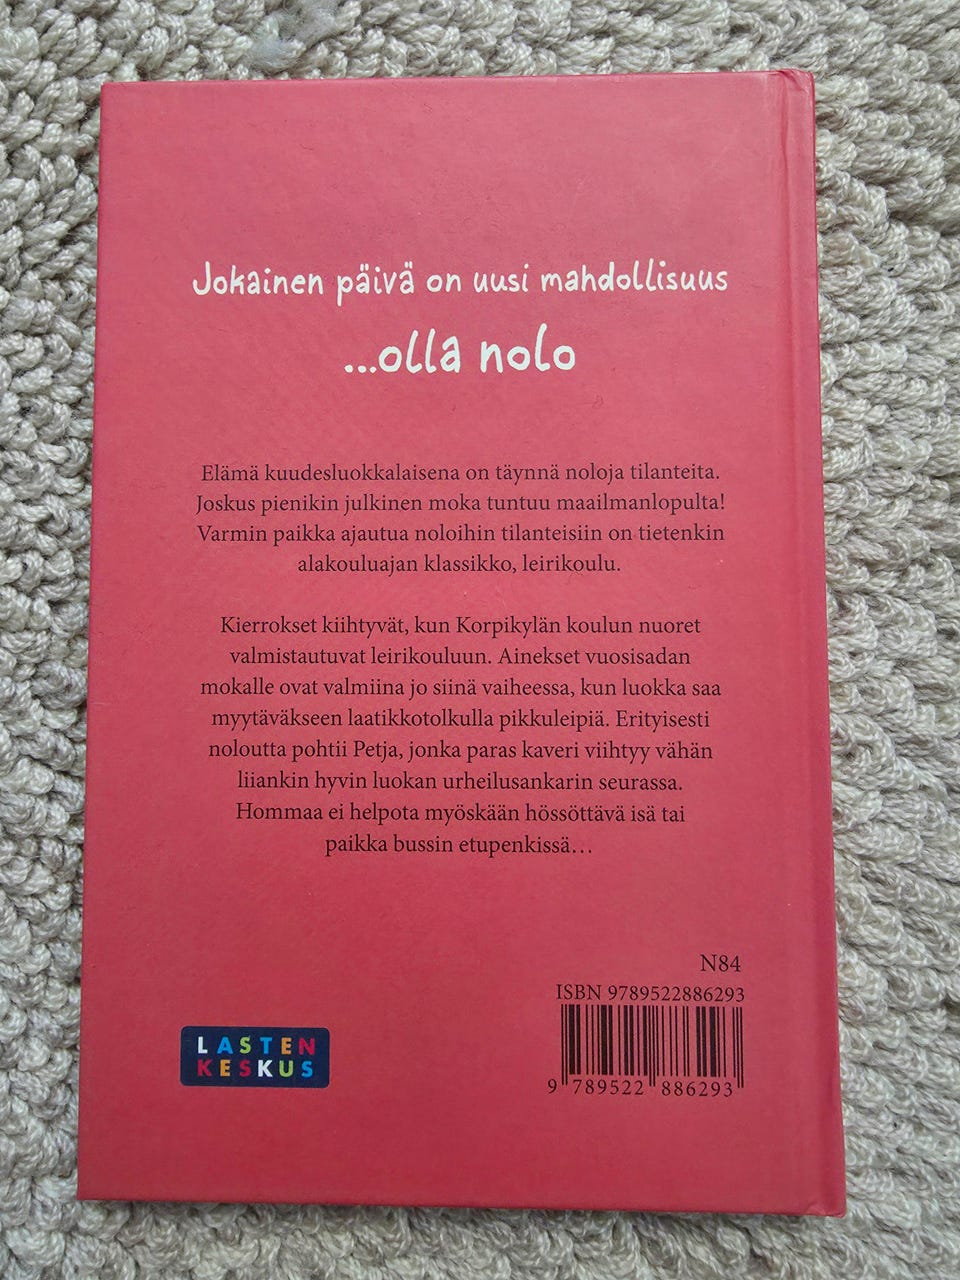 Jokainen päivä on uusi mahdollisuus
...olla nolo
Elämä kuudesluokkalaisena on täynnä noloja tilanteita.
Joskus pienikin julkinen moka tuntuu maailmanlopulta!
Varmin paikka ajautua noloihin tilanteisiin on tietenkin
alakouluajan klassikko, leirikoulu.
Kierrokset kiihtyvät, kun Korpikylän koulun nuoret
valmistautuvat leirikouluun. Ainekset vuosisadan
mokalle ovat valmiina jo siinä vaiheessa, kun luokka saa
myytäväkseen laatikkotolkulla pikkuleipiä. Erityisesti
noloutta pohtii Petja, jonka paras kaveri viihtyy vähän
liiankin hyvin luokan urheilusankarin seurassa.
Hommaa ei helpota myöskään hössöttävä isä tai
paikka bussin etupenkissä...
N84
ISBN 9789522886293
9 789522 886293
LASTEN
KESKUS